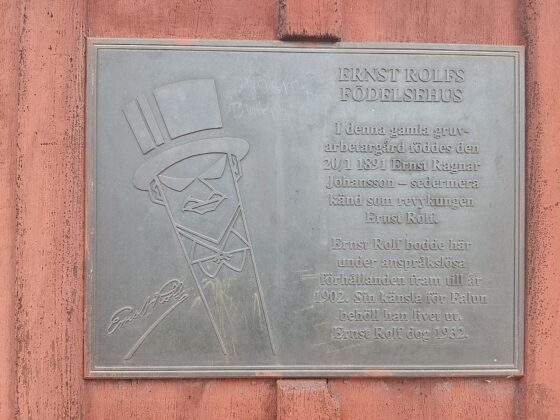 ERNST ROLFS
FÖDELSEHUS
I denna gamla gruv-
arbetargård föddes den
20/1 1891 Ernst Ragnar
Johansson – sedermera
känd som revykungen
Ernst Rolf.
Ernst Rolf bodde här
under anspråkslösa
förhållanden fram till år
1902. Sin känsla för Falun
behöll han livet ut.
Ernst Rolf dog 1932.
Ernst Rolf